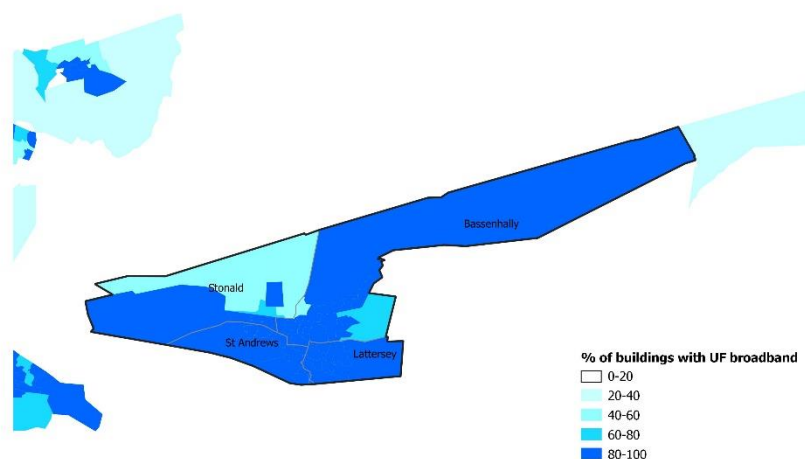 Bassenhally
Stonald
St Andrews
Lattersey
% of buildings with UF broadband
0-20
20-40
40-60
60-80
80-100